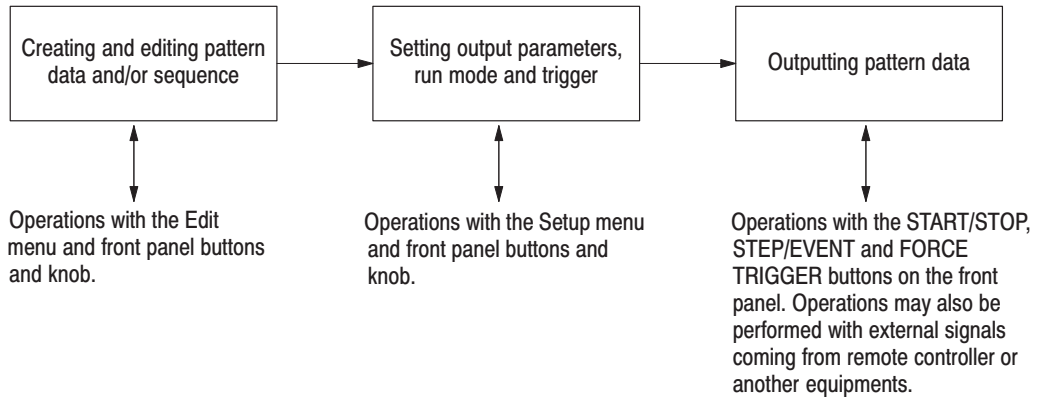 Creating and editing pattern
data and/or sequence
Setting output parameters,
run mode and trigger
Outputting pattern data
Operations with the Edit
menu and front panel buttons
and knob.
Operations with the Setup menu
and front panel buttons and
knob.
Operations with the START/STOP,
STEP/EVENT and FORCE
TRIGGER buttons on the front
panel. Operations may also be
performed with external signals
coming from remote controller or
another equipments.